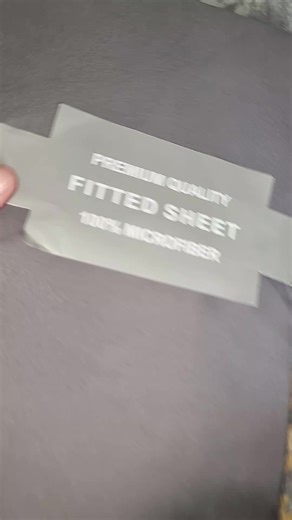 PREMIUM QUALITY
FITTED SHEET
100% MICROFIBER